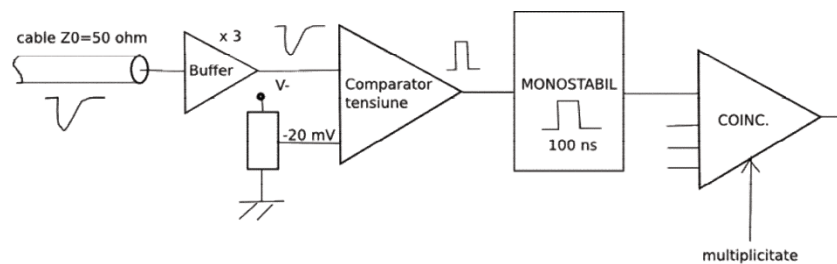 cable Z0=50 ohm
x 3
Buffer
V-
-20 mV
Comparator
tensiune
MONOSTABIL
100 ns
COINC.
multiplicitate